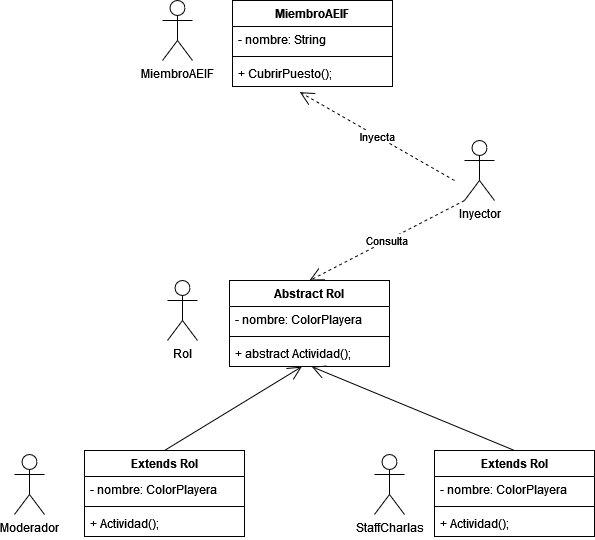 MiembroAEIF
- nombre: String
+ CubrirPuesto();
MiembroAEIF
Inyecta
Inyector
Consulta
Abstract Rol
- nombre: ColorPlayera
+ abstract Actividad();
Rol
Extends Rol
- nombre: ColorPlayera
+ Actividad();
Moderador
Extends Rol
- nombre: ColorPlayera
+ Actividad();
StaffCharlas